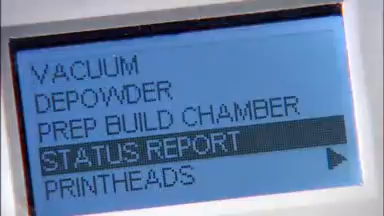 VACUUM
DEPOWDER
PREP BUILD CHAMBER
STATUS REPORT
PRINTHEADS